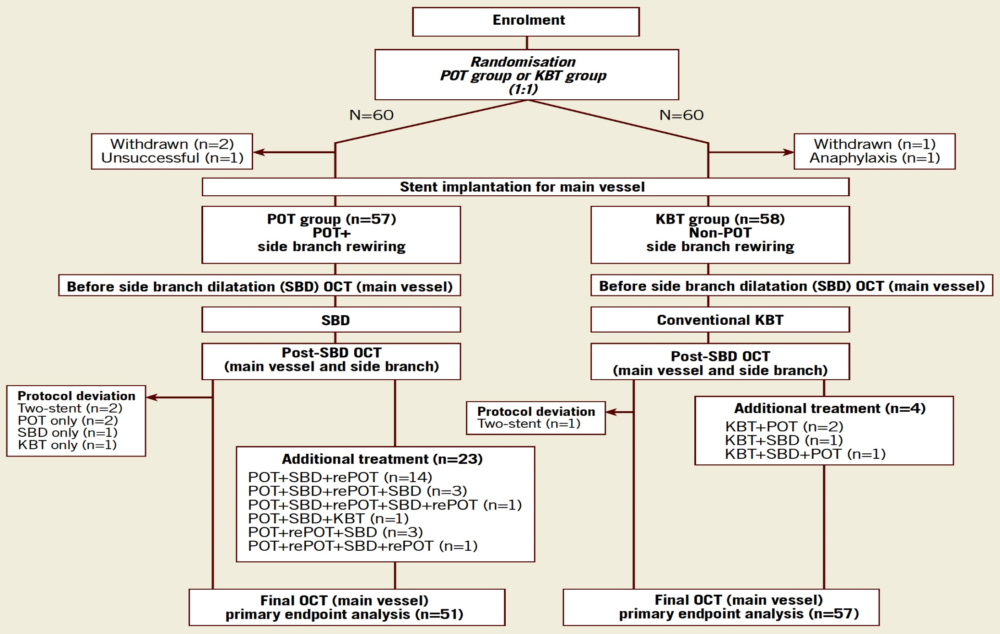 Enrolment
Randomisation
POT group or KBT group
(1:1)
N=60
N=60
Withdrawn (n=2)
Unsuccessful (n=1)
Withdrawn (n=1)
Anaphylaxis (n=1)
Stent implantation for main vessel
POT group (n=57)
POT+
side branch rewiring
KBT group (n=58)
Non-POT
side branch rewiring
Before side branch dilatation (SBD) OCT (main vessel)
Before side branch dilatation (SBD) OCT (main vessel)
SBD
Conventional KBT
Post-SBD OCT
(main vessel and side branch)
Post-SBD OCT
(main vessel and side branch)
Protocol deviation
Two-stent (n=2)
POT only (n=2)
SBD only (n=1)
KBT only (n=1)
Additional treatment (n=23)
POT+SBD+rePOT (n=14)
POT+SBD+rePOT+SBD (n=3)
POT+SBD+rePOT+SBD+rePOT (n=1)
POT+SBD+KBT (n=1)
POT+rePOT+SBD (n=3)
POT+rePOT+SBD+rePOT (n=1)
Protocol deviation
Two-stent (n=1)
Additional treatment (n=4)
KBT+POT (n=2)
KBT+SBD (n=1)
KBT+SBD+POT (n=1)
Final OCT (main vessel)
primary endpoint analysis (n=51)
Final OCT (main vessel)
primary endpoint analysis (n=57)